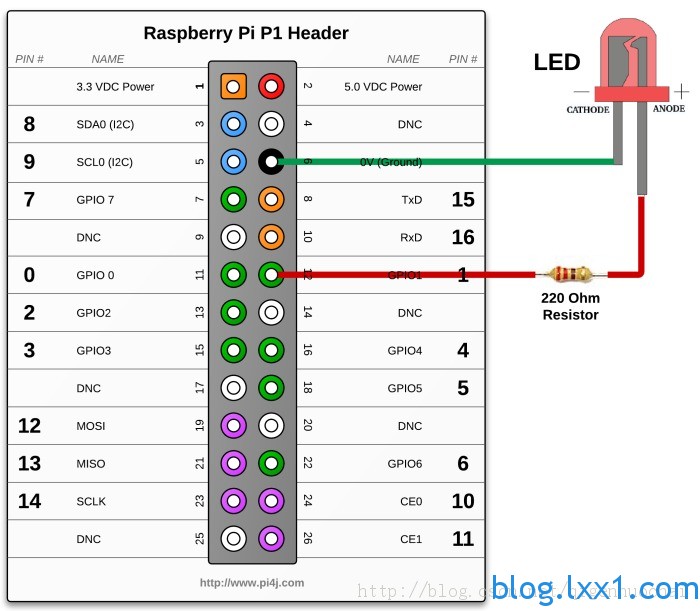 Raspberry Pi P1 Header
PIN # NAME NAME PIN #
3.3 VDC Power 1 2 5.0 VDC Power
8 SDA0 (I2C) 3 4 DNC
9 SCL0 (I2C) 5 6 0V (Ground)
7 GPIO 7 7 8 TxD 15
DNC 9 10 RxD 16
0 GPIO 0 11 12 GPIO1 1
2 GPIO2 13 14 DNC
3 GPIO3 15 16 GPIO4 4
DNC 17 18 GPIO5 5
12 MOSI 19 20 DNC
13 MISO 21 22 GPIO6 6
14 SCLK 23 24 CE0 10
DNC 25 26 CE1 11
http://www.pi4j.com
LED
— +
CATHODE ANODE
220 Ohm
Resistor
blog.lxx1.com